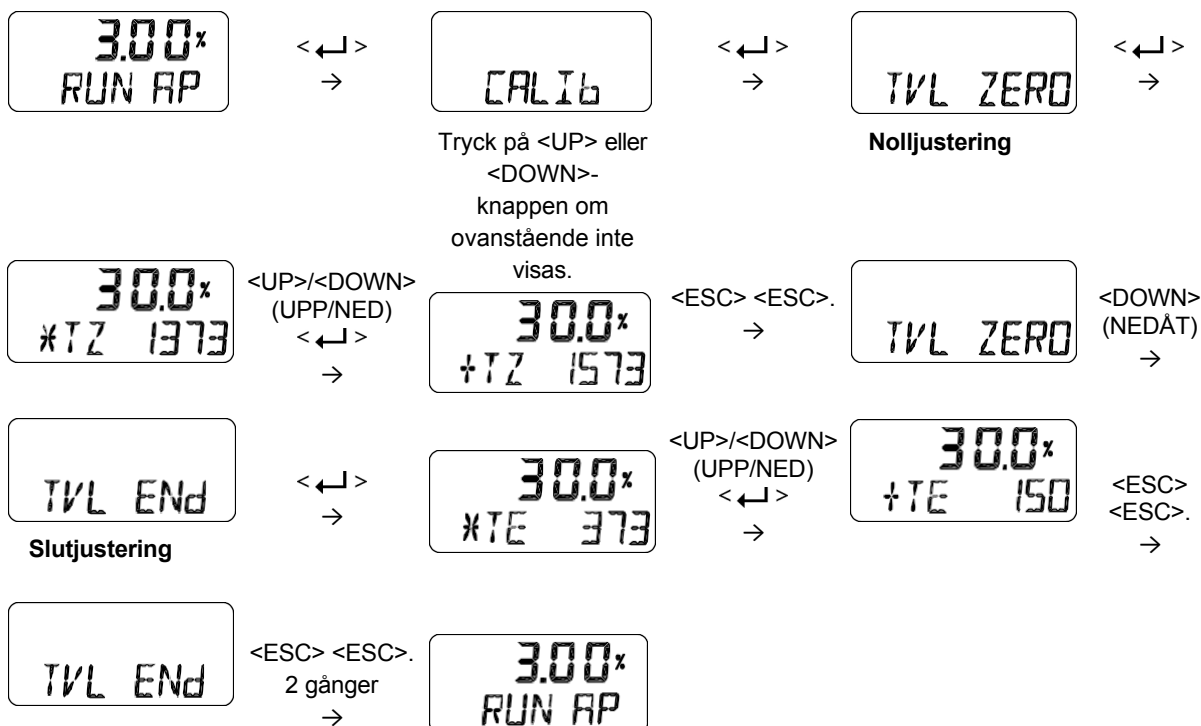 3.00%
RUN AP
< ↵ >
→
CALIb
Tryck på <UP> eller
<DOWN>-
knappen om
ovanstående inte
visas.
< ↵ >
→
TVL ZERO
Nolljustering
< ↵ >
→
30.0%
*TZ 1373
<UP>/<DOWN>
(UPP/NED)
< ↵ >
→
30.0%
+TZ 1573
<ESC> <ESC>.
→
TVL ZERO
<DOWN>
(NEDÅT)
→
TVL ENd
Slutjustering
< ↵ >
→
30.0%
*TE 373
<UP>/<DOWN>
(UPP/NED)
< ↵ >
→
30.0%
+TE 150
<ESC>
<ESC>.
→
TVL ENd
<ESC> <ESC>.
2 gånger
→
3.00%
RUN AP